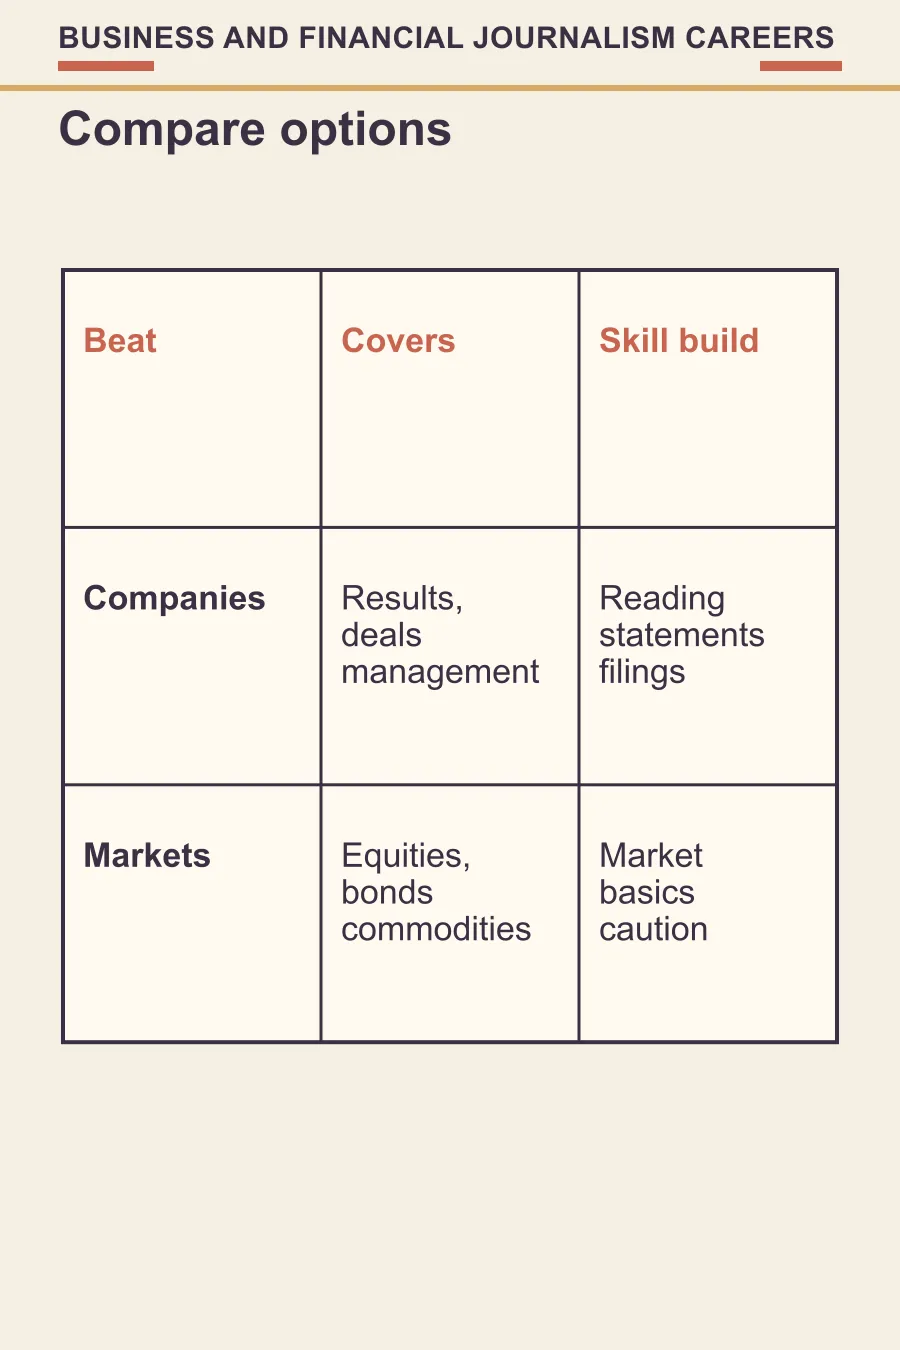 BUSINESS AND FINANCIAL JOURNALISM CAREERS
Compare options
Beat
Covers
Skill build
Companies
Results,
deals
management
Reading
statements
filings
Markets
Equities,
bonds
commodities
Market
basics
caution